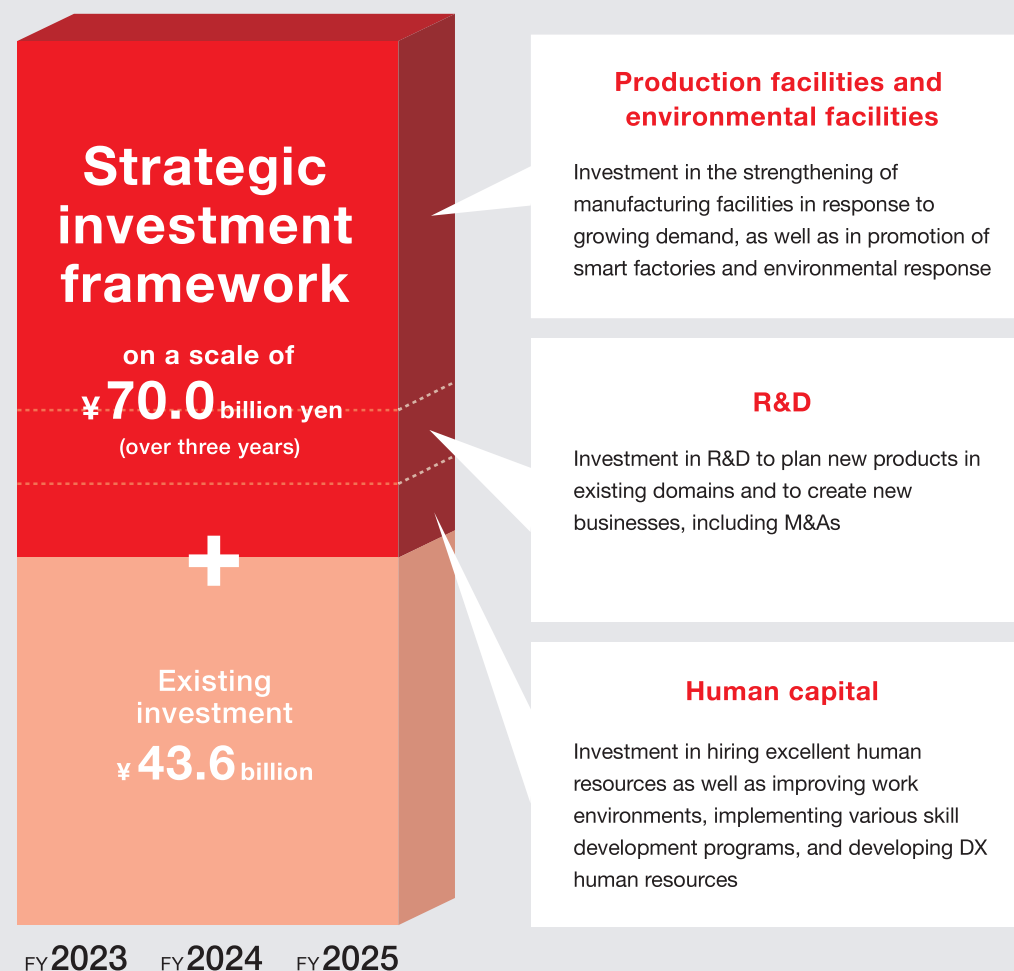 Strategic
investment
framework
on a scale of
¥70.0 billion yen
(over three years)
+
Existing
investment
¥43.6 billion
FY2023 FY2024 FY2025
Production facilities and
environmental facilities
Investment in the strengthening of
manufacturing facilities in response to
growing demand, as well as in promotion of
smart factories and environmental response
R&D
Investment in R&D to plan new products in
existing domains and to create new
businesses, including M&As
Human capital
Investment in hiring excellent human
resources as well as improving work
environments, implementing various skill
development programs, and developing DX
human resources